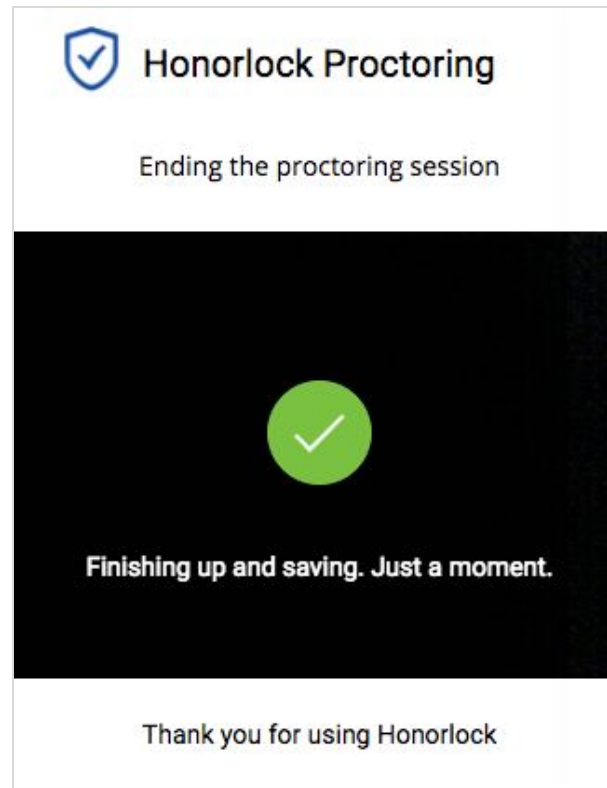 Honorlock Proctoring
Ending the proctoring session
Finishing up and saving. Just a moment.
Thank you for using Honorlock